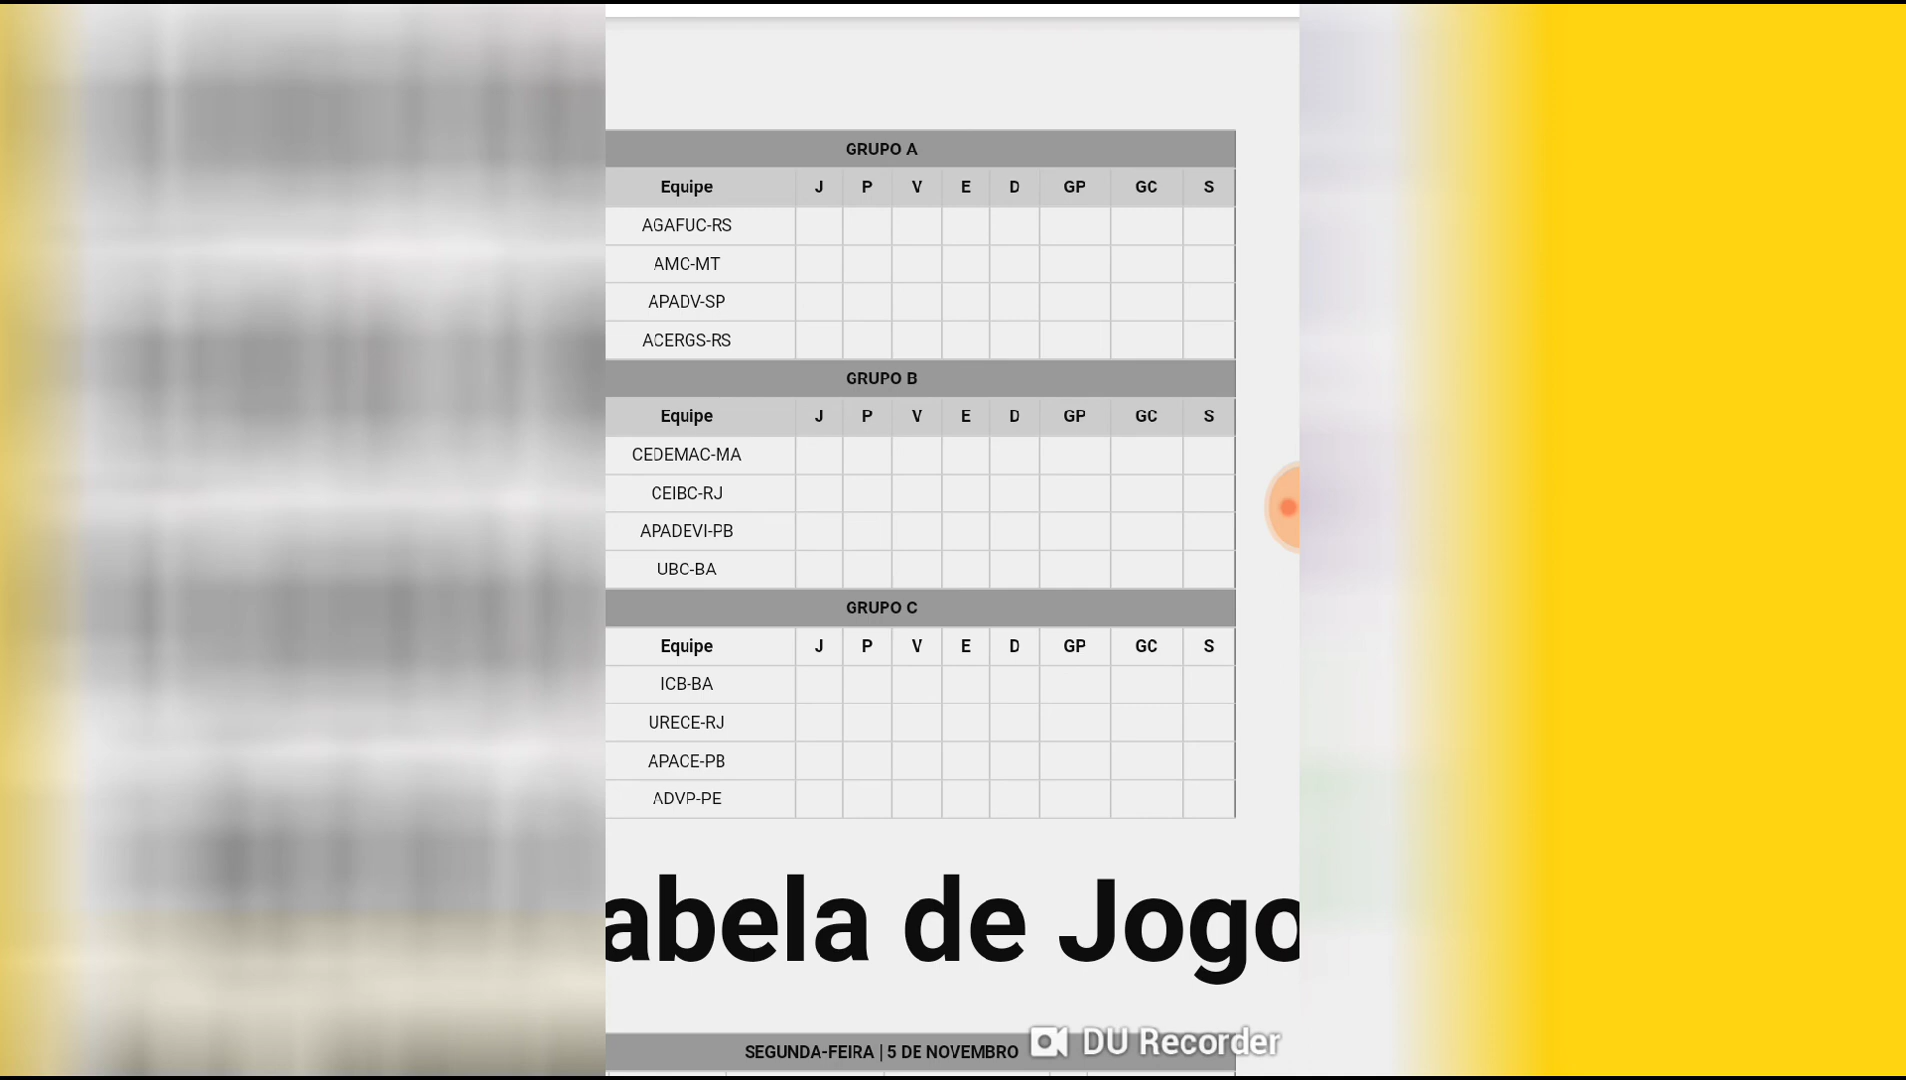 GRUPO A
Equipe J P V E D GP GC S
AGAFUC-RS
AMC-MT
APADV-SP
ACERGS-RS
GRUPO B
Equipe J P V E D GP GC S
CEDEMAC-MA
CEIBC-RJ
APADEVI-PB
UBC-BA
GRUPO C
Equipe J P V E D GP GC S
ICB-BA
URECE-RJ
APACE-PB
ADVP-PE
abela de Jogo
SEGUNDA-FEIRA | 5 DE NOVEMBRO
DU Recorder